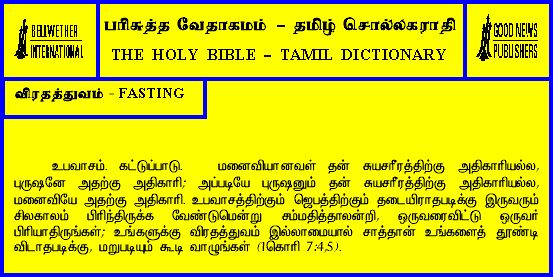 BELLWETHER
INTERNATIONAL
பரிசுத்த வேதாகமம் – தமிழ் சொல்லகராதி
THE HOLY BIBLE – TAMIL DICTIONARY
GOOD NEWS
PUBLISHERS
விரதத்துவம் - FASTING
உபவாசம். கட்டுப்பாடு. மனைவியானவள் தன் சுயசரீரத்திற்கு அதிகாரியல்ல,
புருஷனே அதற்கு அதிகாரி; அப்படியே புருஷனும் தன் சுயசரீரத்திற்கு அதிகாரியல்ல,
மனைவியே அதற்கு அதிகாரி. உபவாசத்திற்கும் ஜெபத்திற்கும் தடையிராதபடிக்கு இருவரும்
சிலகாலம் பிரிந்திருக்க வேண்டுமென்று சம்மதித்தாலன்றி, ஒருவரைவிட்டு ஒருவர்
பிரியாதிருங்கள்; உங்களுக்கு விரதத்துவம் இல்லாமையால் சாத்தான் உங்களைத் தூண்டி
விடாதபடிக்கு, மறுபடியும் கூடி வாழுங்கள் (1கொரி 7:4,5).